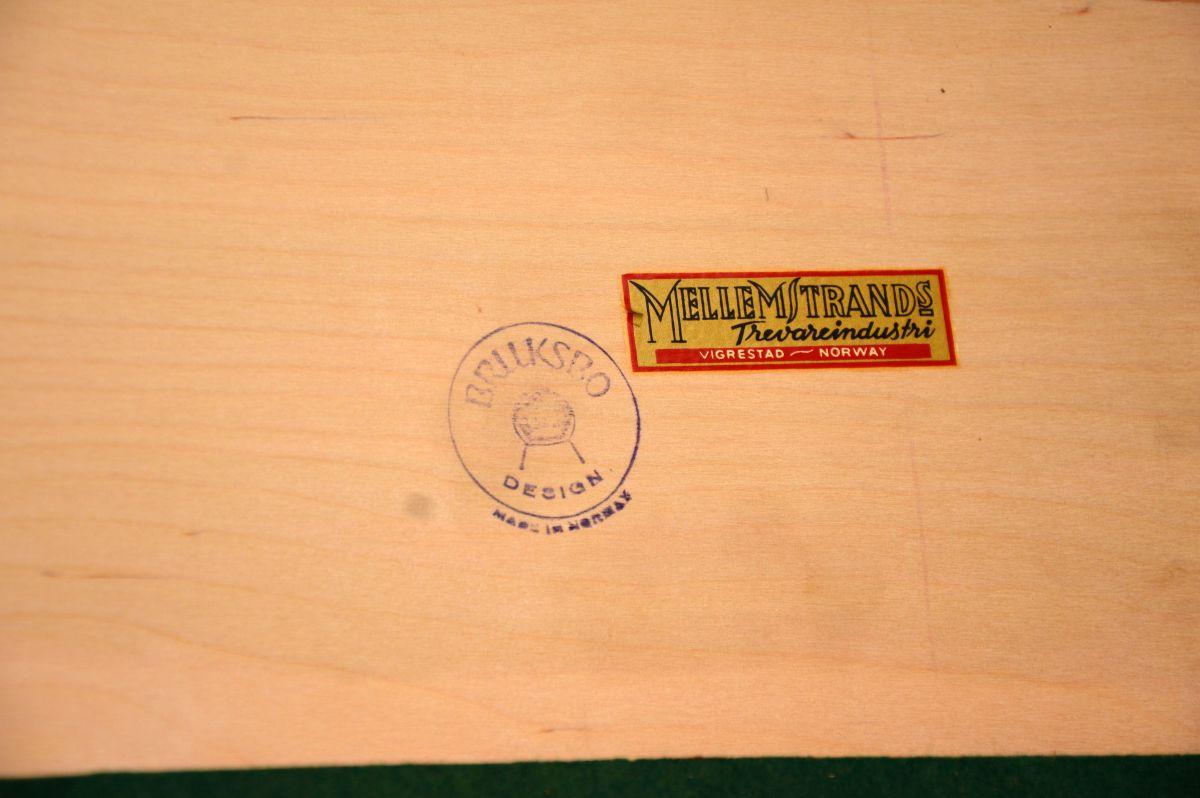 MELLEMSTRANDS
Trevareindustri
VIGRESTAD ~ NORWAY
BRUKSBO
DESIGN
MADE IN NORWAY